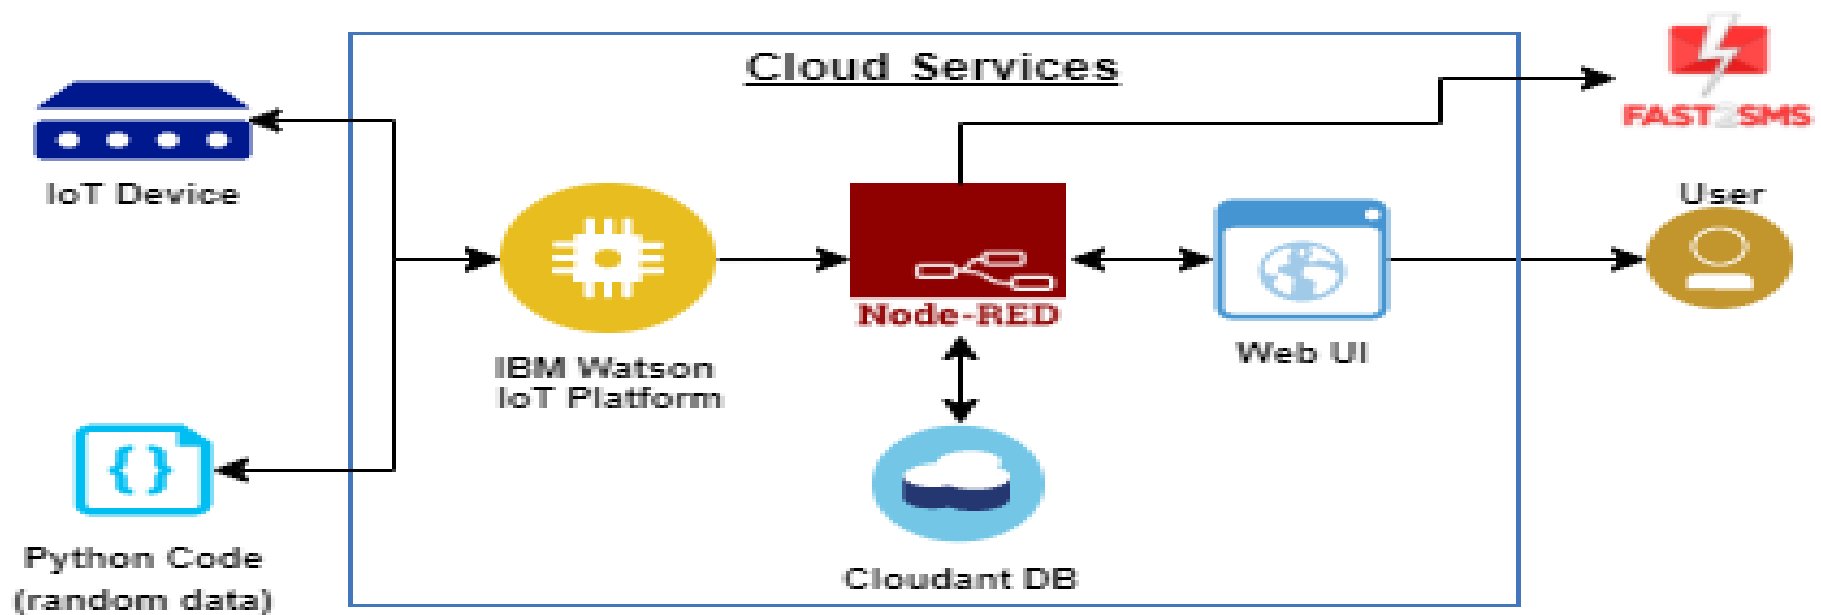 Cloud Services
FAST2SMS
IoT Device
User
Node-RED
Web UI
IBM Watson
IoT Platform
{}
Python Code
(random data)
Cloudant DB